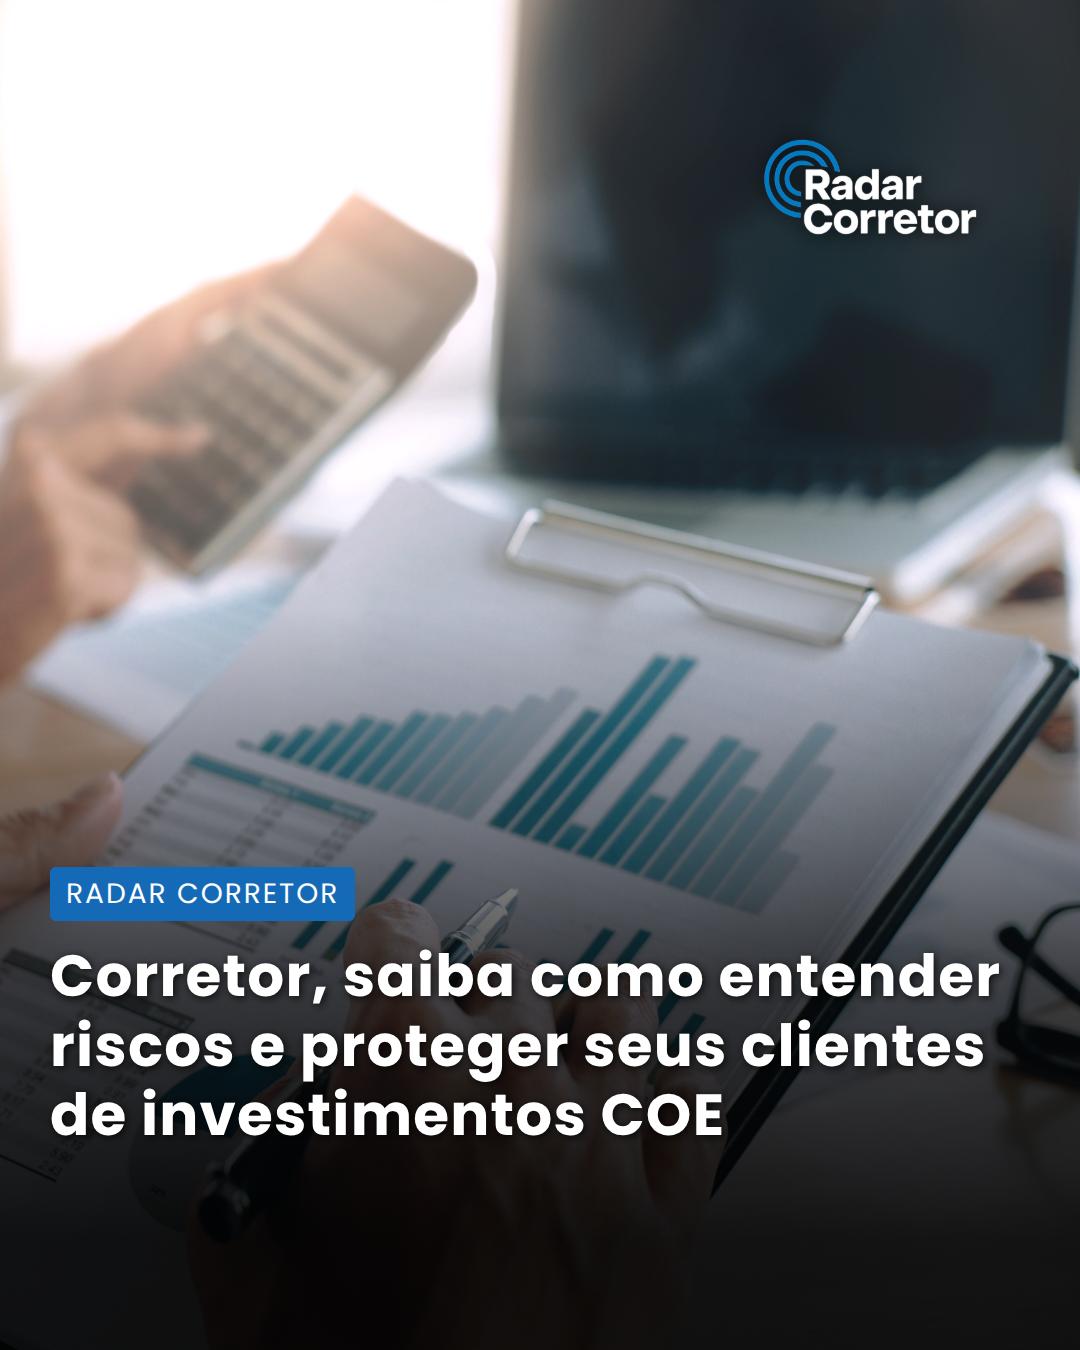 Radar
Corretor
RADAR CORRETOR
Corretor, saiba como entender
riscos e proteger seus clientes
de investimentos COE